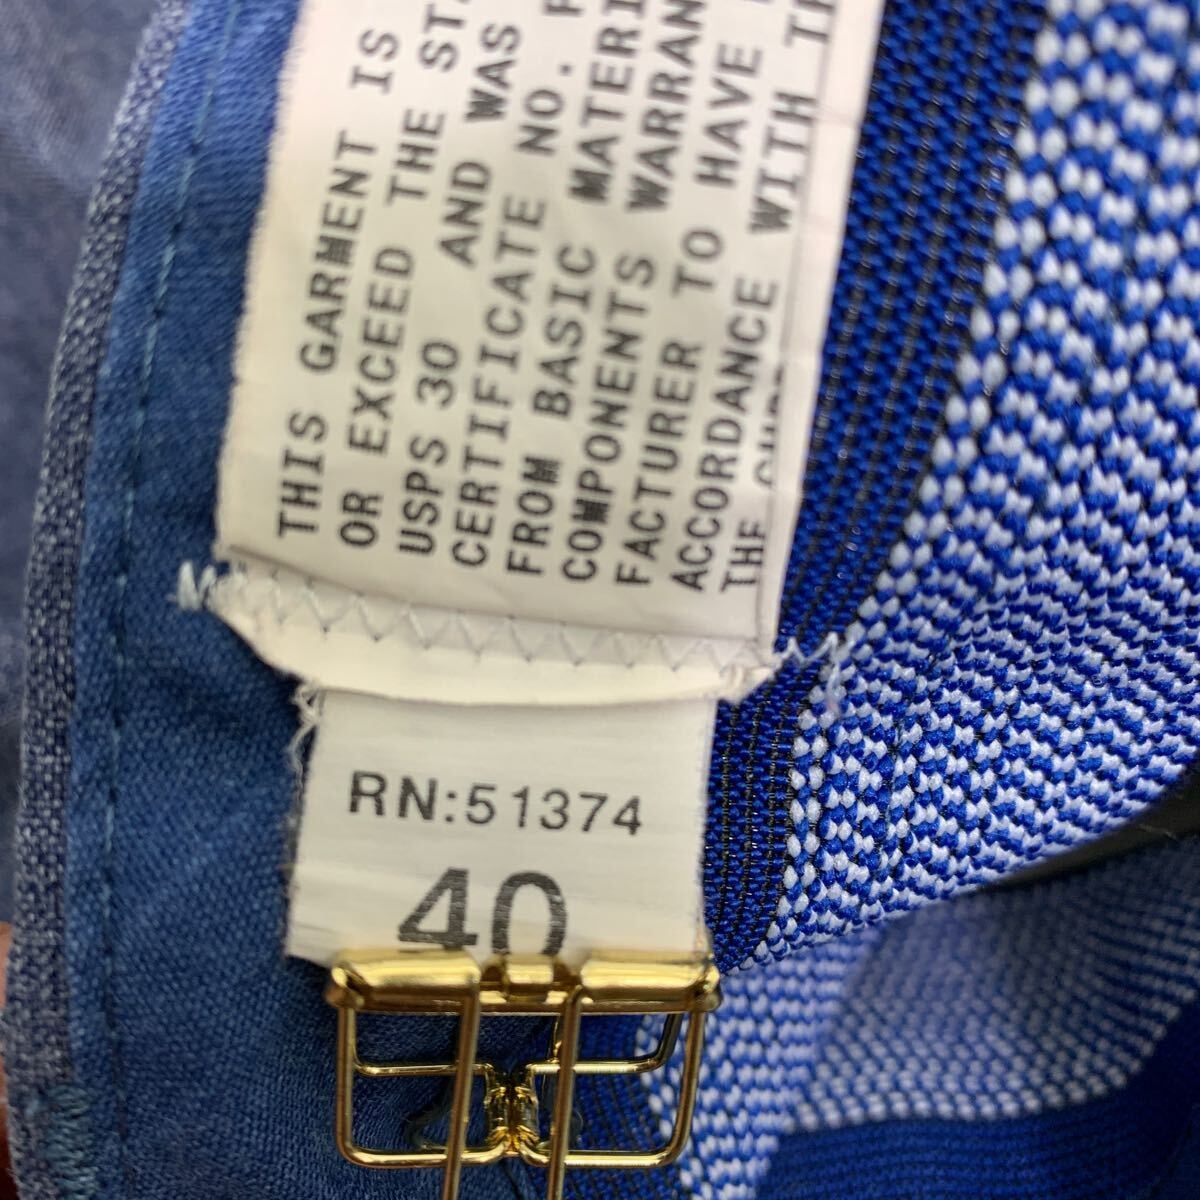 THIS GARMENT IS
OR EXCEED THE
USPS 30 AND WAS
CERTIFICATE NO.
FROM BASIC
COMPONENTS WARRAN
FACTURER TO HAVE
ACCORDANCE WITH
THE
RN:51374
40